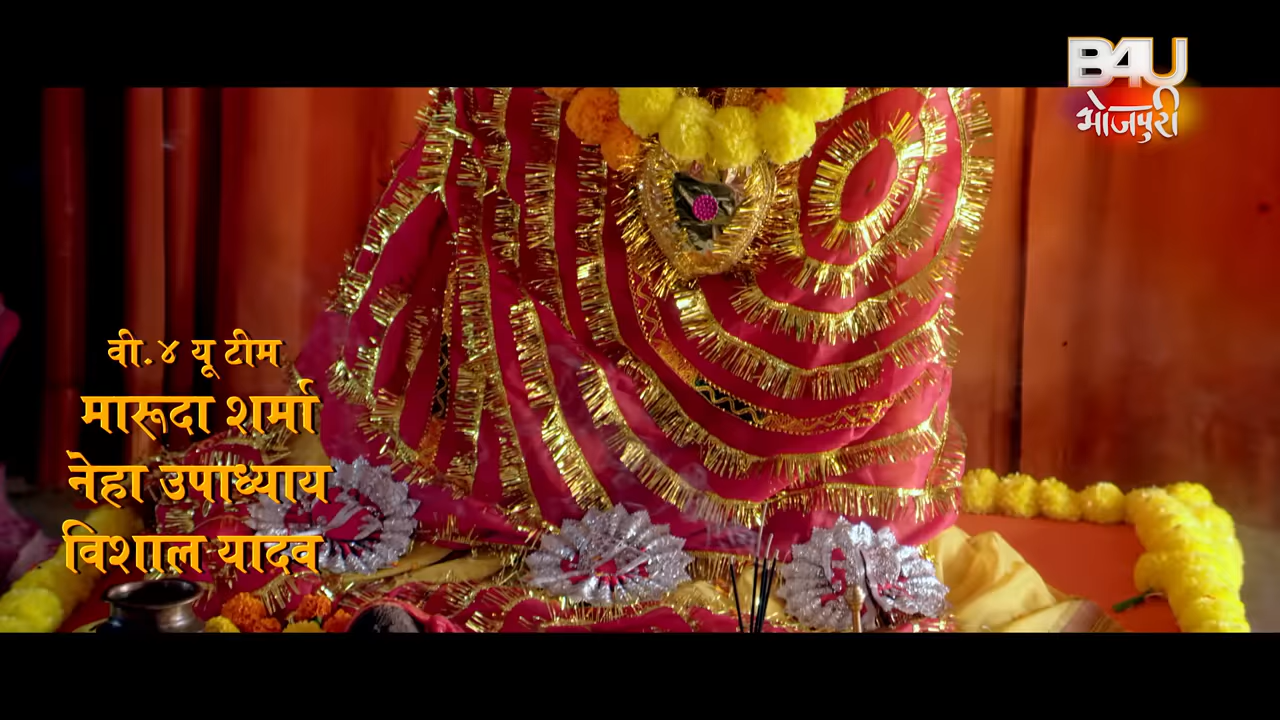 B4U
भोजपुरी
वी.४ यू टीम
मारूदा शर्मा
नेहा उपाध्याय
विशाल यादव